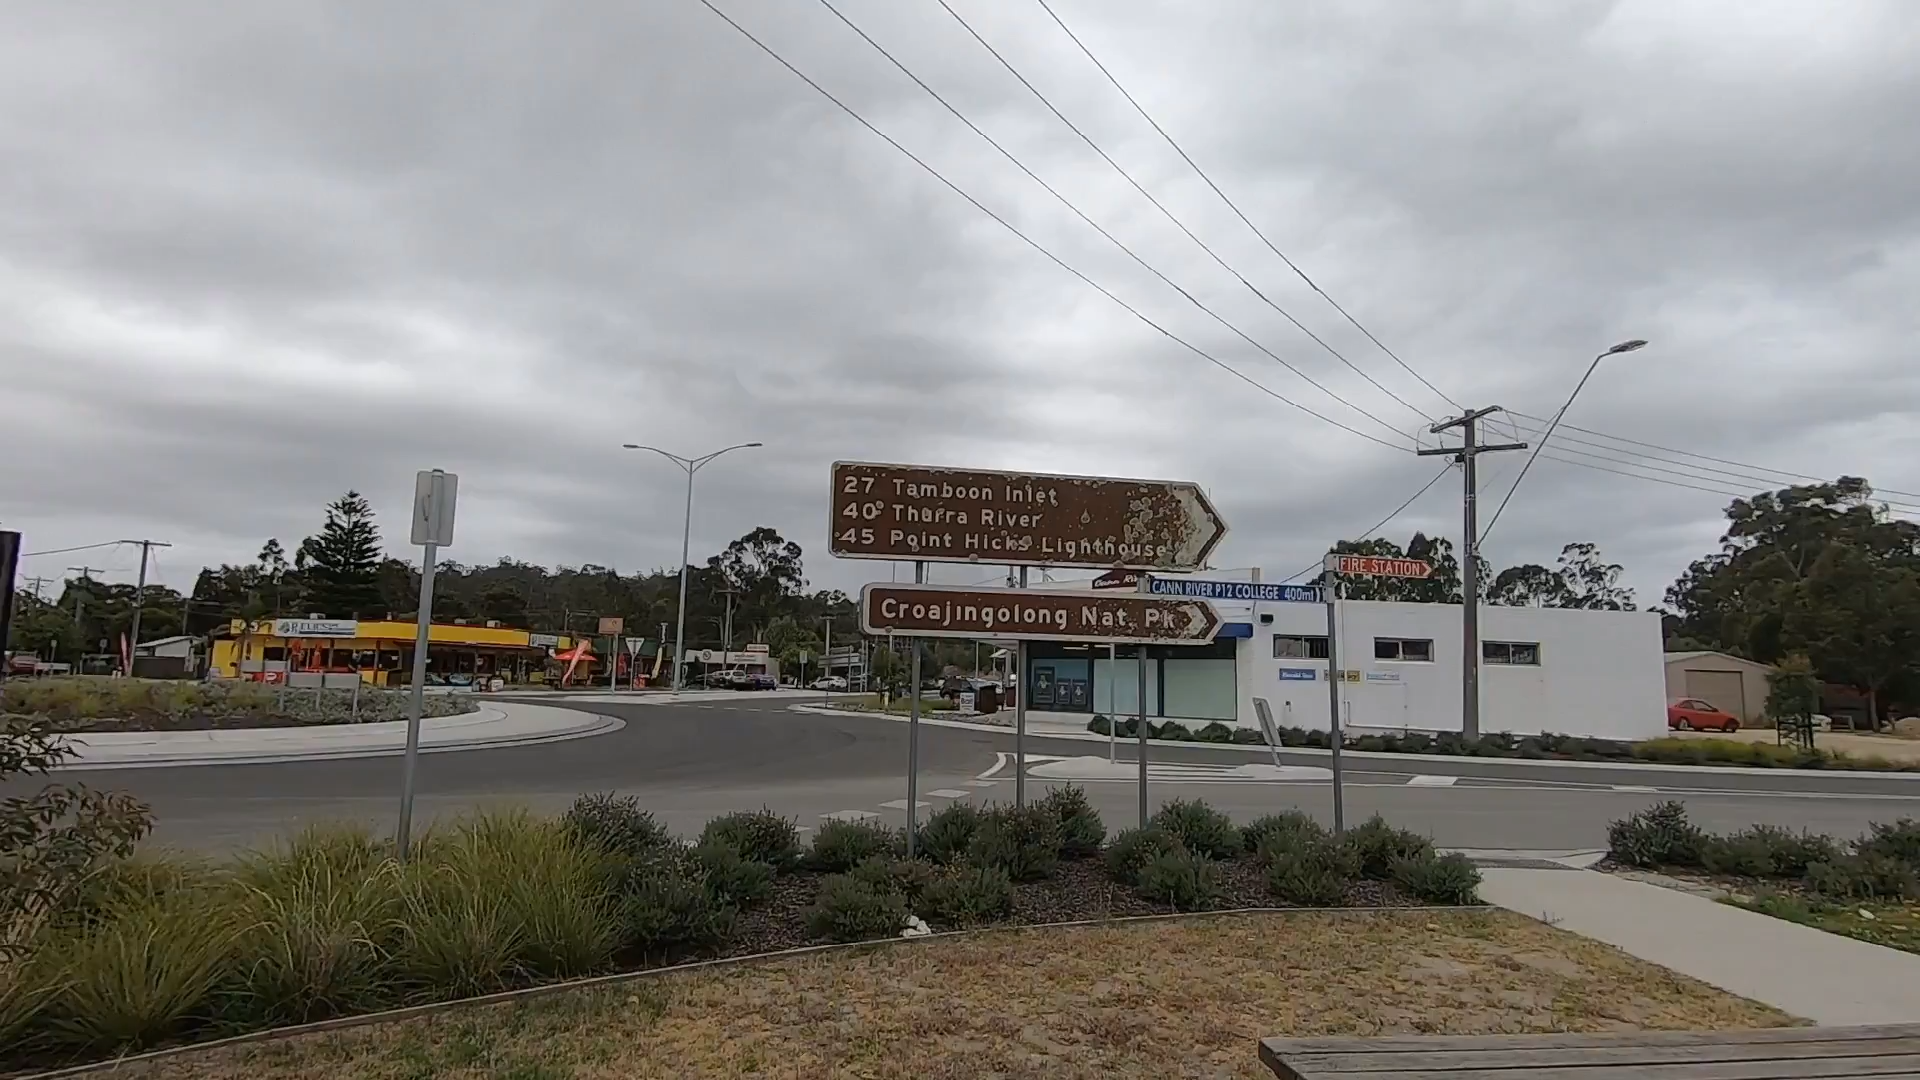 27 Tamboon Inlet
40 Thurra River
45 Point Hicks Lighthouse
Croajingolong Nat. Pk
CANN RIVER P12 COLLEGE 400m
FIRE STATION
RELICS